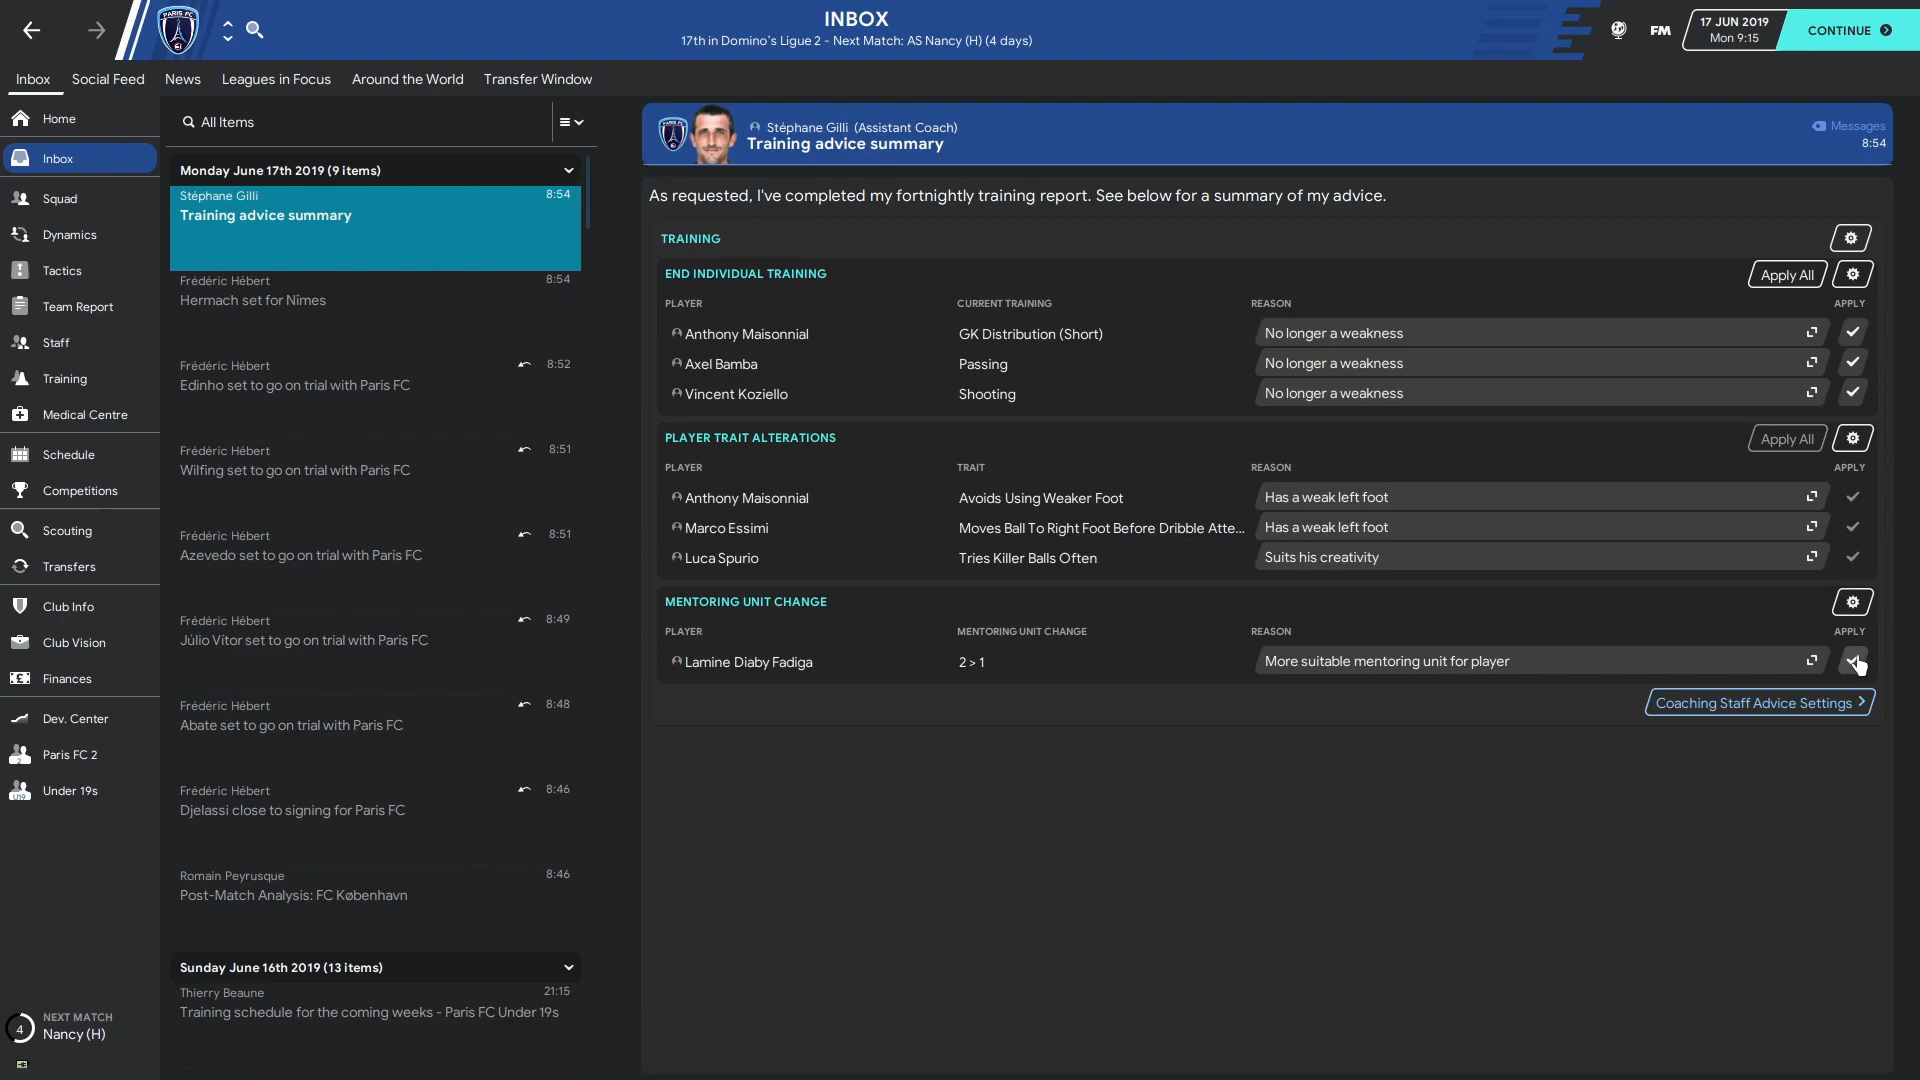 INBOX
17th in Domino's Ligue 2 - Next Match: AS Nancy (H) (4 days)
FM
17 JUN 2019
Mon 9:15
CONTINUE
PARIS FC
Inbox Social Feed News Leagues in Focus Around the World Transfer Window
Home
Inbox
Squad
Dynamics
Tactics
Team Report
Staff
Training
Medical Centre
Schedule
Competitions
Scouting
Transfers
Club Info
Club Vision
Finances
Dev. Center
2
Paris FC 2
U19
Under 19s
4
NEXT MATCH
Nancy (H)
All Items
Monday June 17th 2019 (9 items)
Stéphane Gilli 8:54
Training advice summary
Frédéric Hébert 8:54
Hermach set for Nîmes
Frédéric Hébert 8:52
Edinho set to go on trial with Paris FC
Frédéric Hébert 8:51
Wilfing set to go on trial with Paris FC
Frédéric Hébert 8:51
Azevedo set to go on trial with Paris FC
Frédéric Hébert 8:49
Júlio Vítor set to go on trial with Paris FC
Frédéric Hébert 8:48
Abate set to go on trial with Paris FC
Frédéric Hébert 8:46
Djelassi close to signing for Paris FC
Romain Peyrusque 8:46
Post-Match Analysis: FC København
Sunday June 16th 2019 (13 items)
Thierry Beaune 21:15
Training schedule for the coming weeks - Paris FC Under 19s
PARIS FC
Stéphane Gilli (Assistant Coach)
Training advice summary
Messages
8:54
As requested, I've completed my fortnightly training report. See below for a summary of my advice.
TRAINING
END INDIVIDUAL TRAINING Apply All
PLAYER CURRENT TRAINING REASON APPLY
Anthony Maisonnial GK Distribution (Short) No longer a weakness
Axel Bamba Passing No longer a weakness
Vincent Koziello Shooting No longer a weakness
PLAYER TRAIT ALTERATIONS Apply All
PLAYER TRAIT REASON APPLY
Anthony Maisonnial Avoids Using Weaker Foot Has a weak left foot
Marco Essimi Moves Ball To Right Foot Before Dribble Atte... Has a weak left foot
Luca Spurio Tries Killer Balls Often Suits his creativity
MENTORING UNIT CHANGE
PLAYER MENTORING UNIT CHANGE REASON APPLY
Lamine Diaby Fadiga 2 > 1 More suitable mentoring unit for player
Coaching Staff Advice Settings >